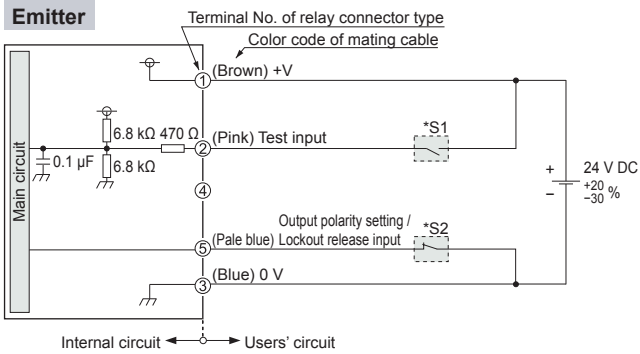 Emitter
Terminal No. of relay connector type
Color code of mating cable
① (Brown) +V
6.8 kΩ 470 Ω
② (Pink) Test input
*S1
0.1 µF
6.8 kΩ
Main circuit
④
+
−
24 V DC
+20
−30 %
Output polarity setting /
*S2
⑤ (Pale blue) Lockout release input
(Blue) 0 V
③
Internal circuit
Users' circuit